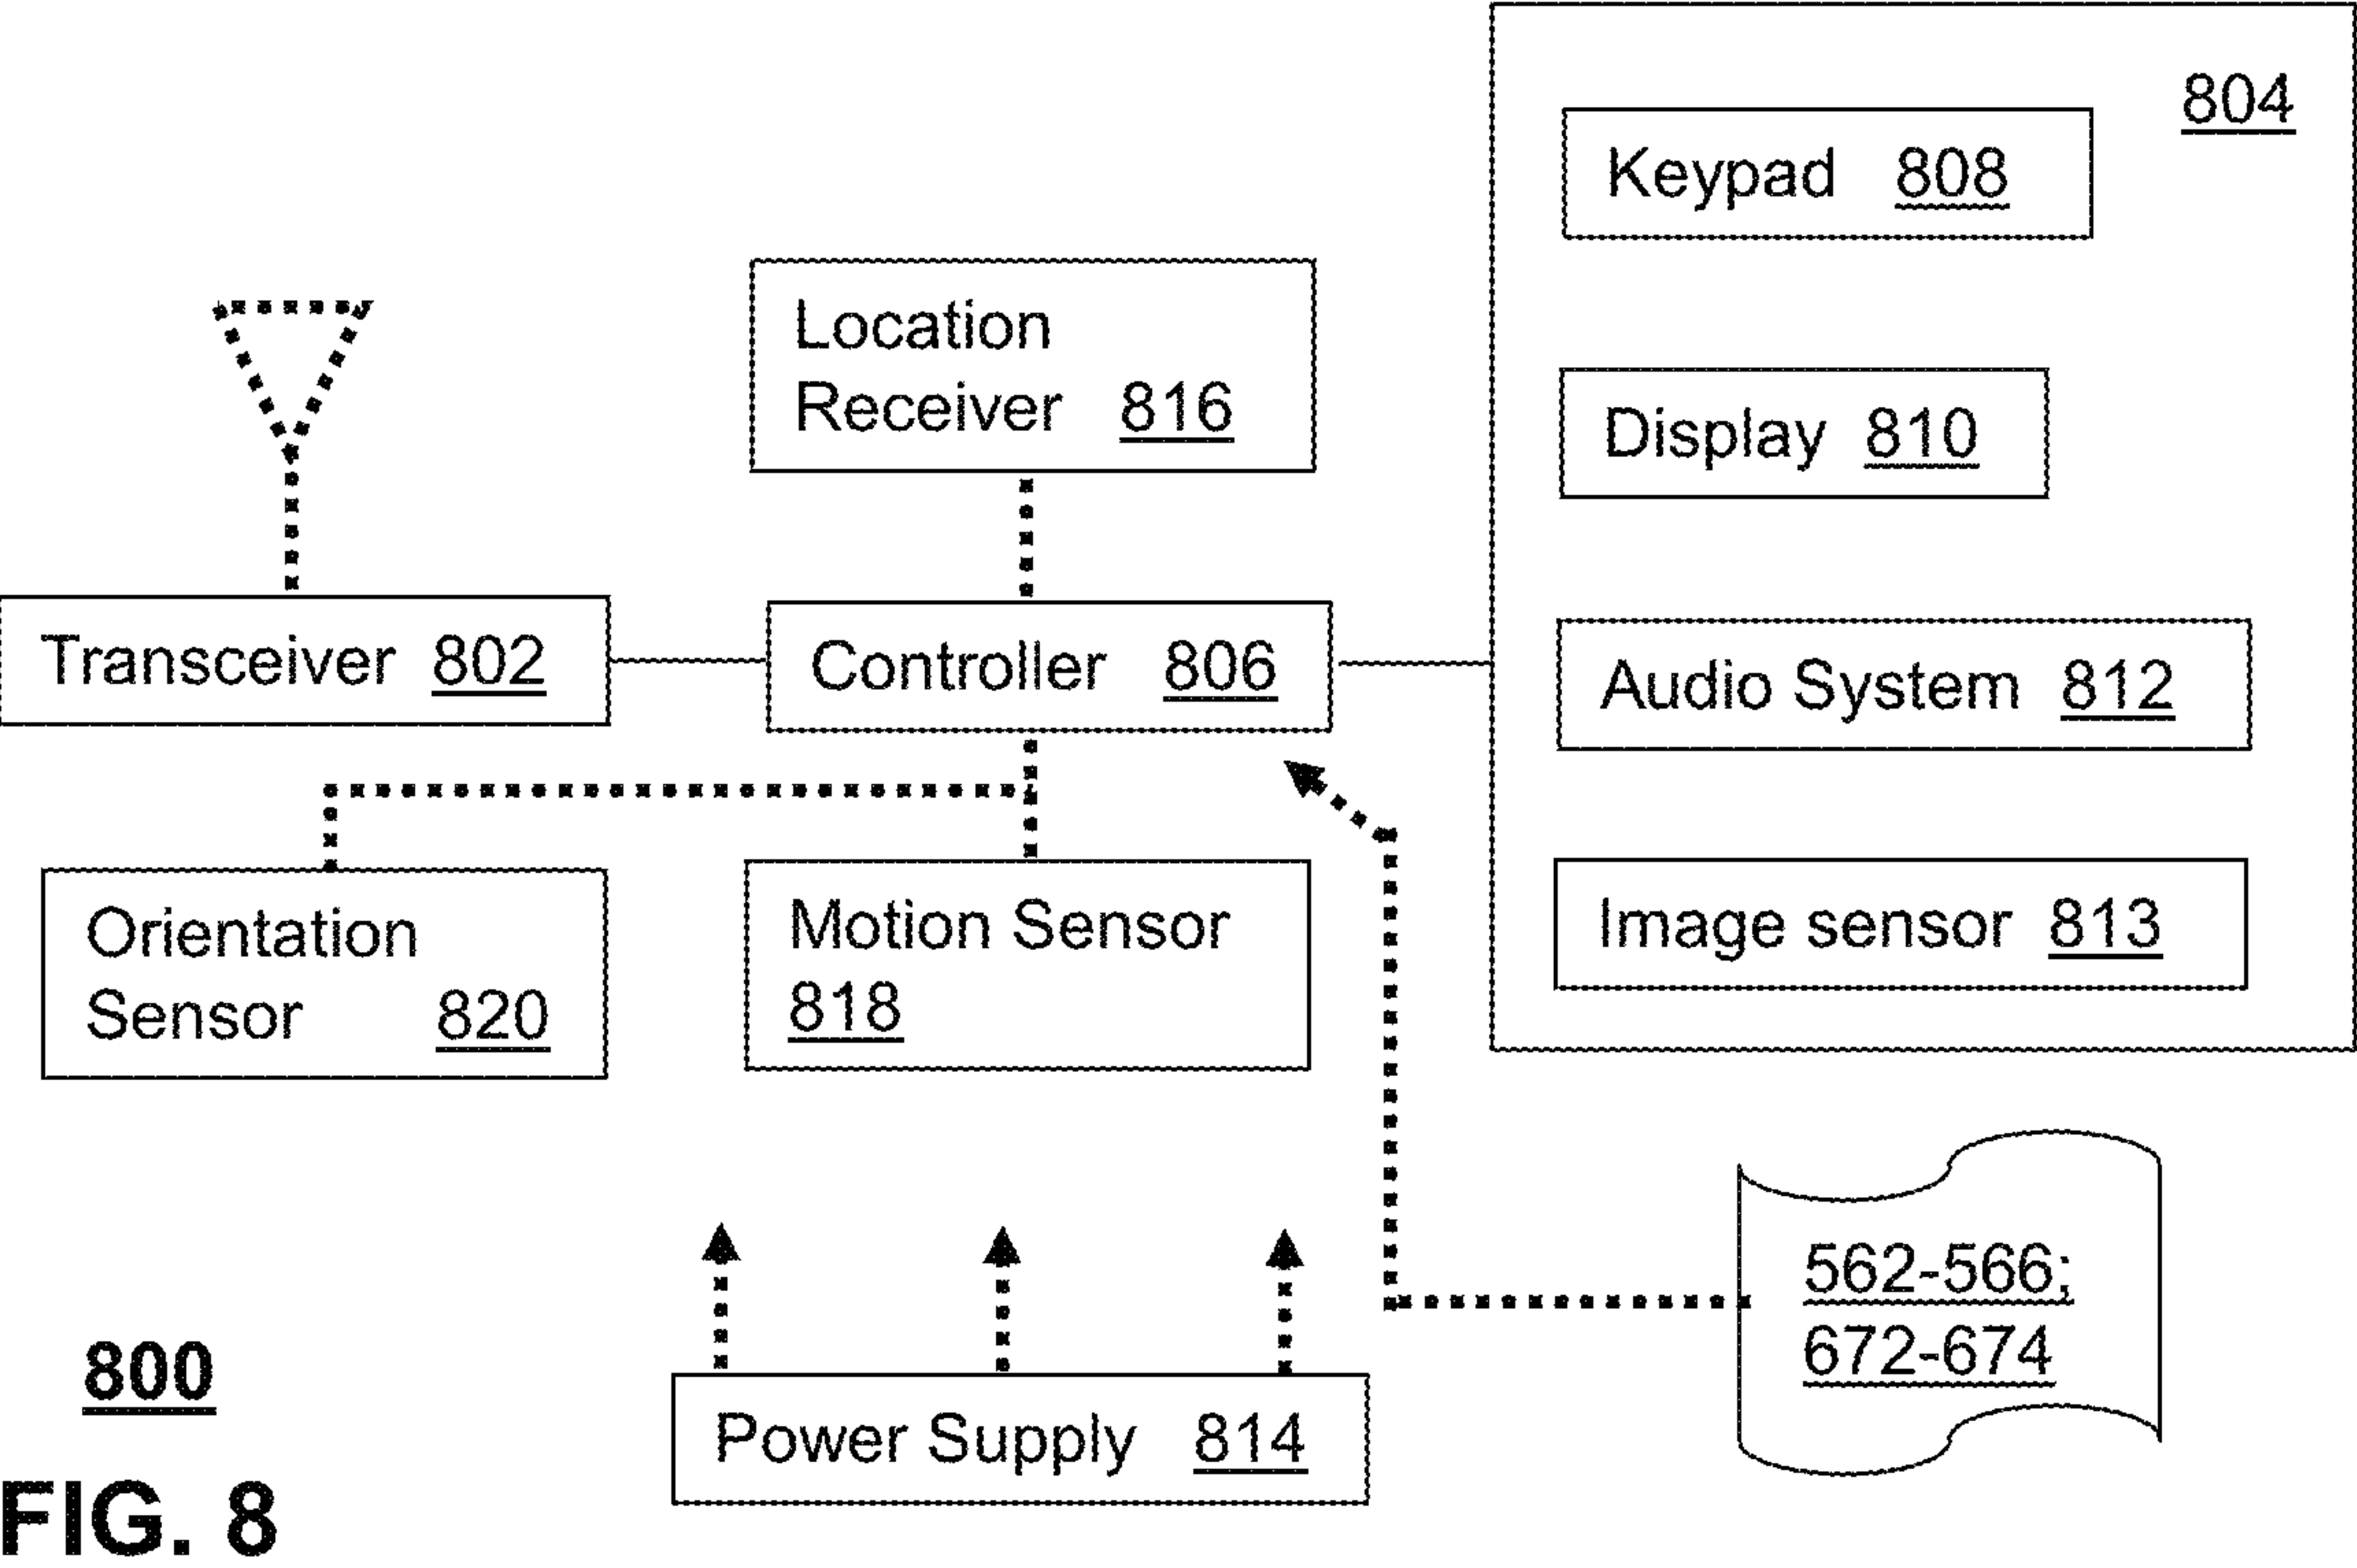 804
Keypad 808
Location
Receiver 816
Display 810
Transceiver 802
Controller 806
Audio System 812
Orientation
Sensor 820
Motion Sensor
818
Image sensor 813
562-566;
672-674
Power Supply 814
800
FIG. 8